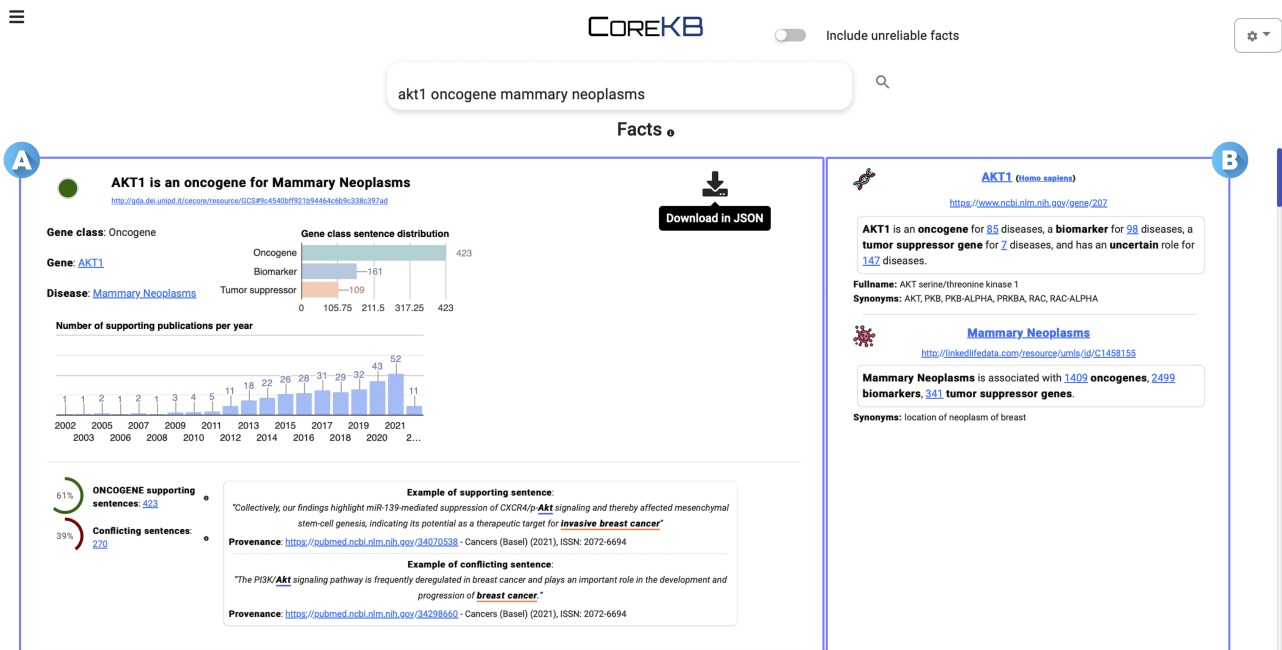 COREKB
Include unreliable facts
akt1 oncogene mammary neoplasms
Facts
A
B
AKT1 is an oncogene for Mammary Neoplasms
http://gda.dei.unipd.it/cecore/resource/GCS#9c4540bff921b94464c6b9c338c397ad
Download in JSON
Gene class: Oncogene
Gene: AKT1
Disease: Mammary Neoplasms
Gene class sentence distribution
Oncogene 423
Biomarker 161
Tumor suppressor 109
0 105.75 211.5 317.25 423
Number of supporting publications per year
1 1 2 1 2 1 3 4 5 11 18 22 26 28 31 29 32 43 52 11
2002 2005 2007 2009 2011 2013 2015 2017 2019 2021
2003 2006 2008 2010 2012 2014 2016 2018 2020 2...
61%
ONCOGENE supporting
sentences: 423
39%
Conflicting sentences:
270
Example of supporting sentence:
"Collectively, our findings highlight miR-139-mediated suppression of CXCR4/p-Akt signaling and thereby affected mesenchymal
stem-cell genesis, indicating its potential as a therapeutic target for invasive breast cancer"
Provenance: https://pubmed.ncbi.nlm.nih.gov/34070538 - Cancers (Basel) (2021), ISSN: 2072-6694
Example of conflicting sentence:
"The PI3K/Akt signaling pathway is frequently deregulated in breast cancer and plays an important role in the development and
progression of breast cancer."
Provenance: https://pubmed.ncbi.nlm.nih.gov/34298660 - Cancers (Basel) (2021), ISSN: 2072-6694
AKT1 (Homo sapiens)
https://www.ncbi.nlm.nih.gov/gene/207
AKT1 is an oncogene for 85 diseases, a biomarker for 98 diseases, a
tumor suppressor gene for 7 diseases, and has an uncertain role for
147 diseases.
Fullname: AKT serine/threonine kinase 1
Synonyms: AKT, PKB, PKB-ALPHA, PRKBA, RAC, RAC-ALPHA
Mammary Neoplasms
http://linkedlifedata.com/resource/umls/id/C1458155
Mammary Neoplasms is associated with 1409 oncogenes, 2499
biomarkers, 341 tumor suppressor genes.
Synonyms: location of neoplasm of breast